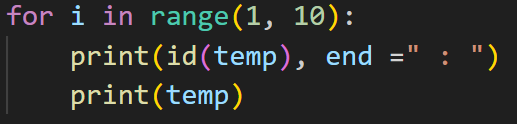 for i in range(1, 10):
    print(id(temp), end =" : ")
    print(temp)